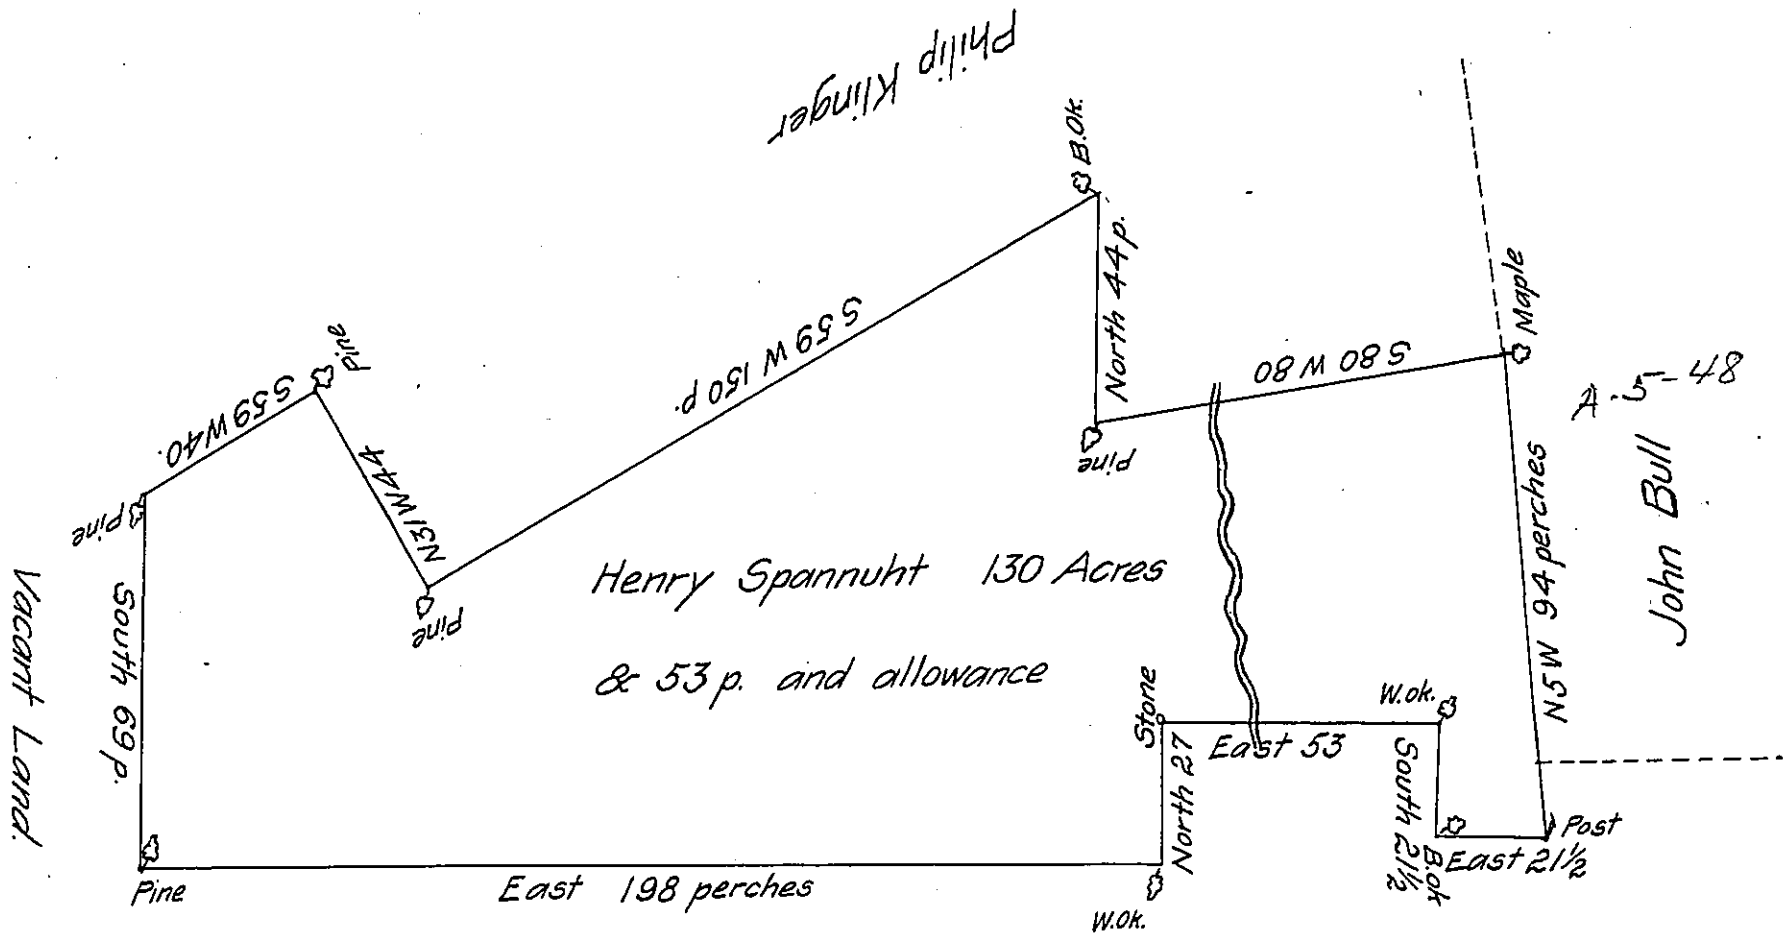 Philip Klinger
B.Ok.
North 44 p.
Maple
S 80 W 80
Pine
A-5-48
John Bull
N 5 W 94 perches
Post
East 21½
B.ok
South 21½
W.ok.
East 53
Stone
North 27
W.Ok.
East 198 perches
Pine
South 69 p.
Vacant Land.
Pine
S 59 W 40.
Pine
N 31 W 44
Pine
S 59 W 150 p.
Henry Spannuht 130 Acres
& 53 p. and allowance